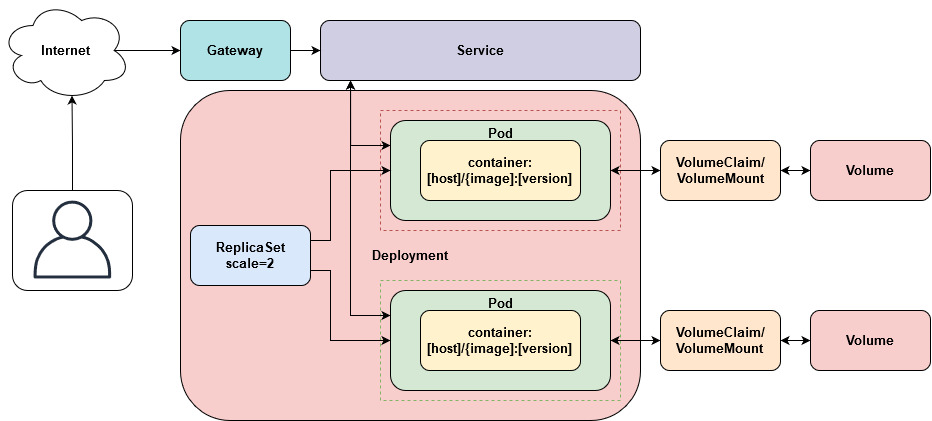 Internet
Gateway
Service
Pod
container:
[host]/{image]:[version]
VolumeClaim/
VolumeMount
Volume
ReplicaSet
scale=2
Deployment
Pod
container:
[host]/{image]:[version]
VolumeClaim/
VolumeMount
Volume